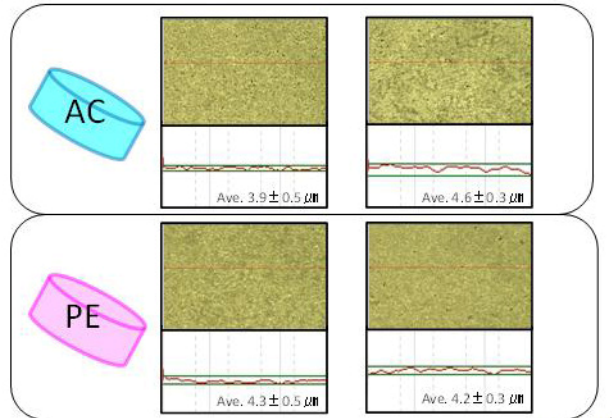 AC
Ave. 3.9 ± 0.5 ㎛
Ave. 4.6 ± 0.3 ㎛
PE
Ave. 4.3 ± 0.5 ㎛
Ave. 4.2 ± 0.3 ㎛